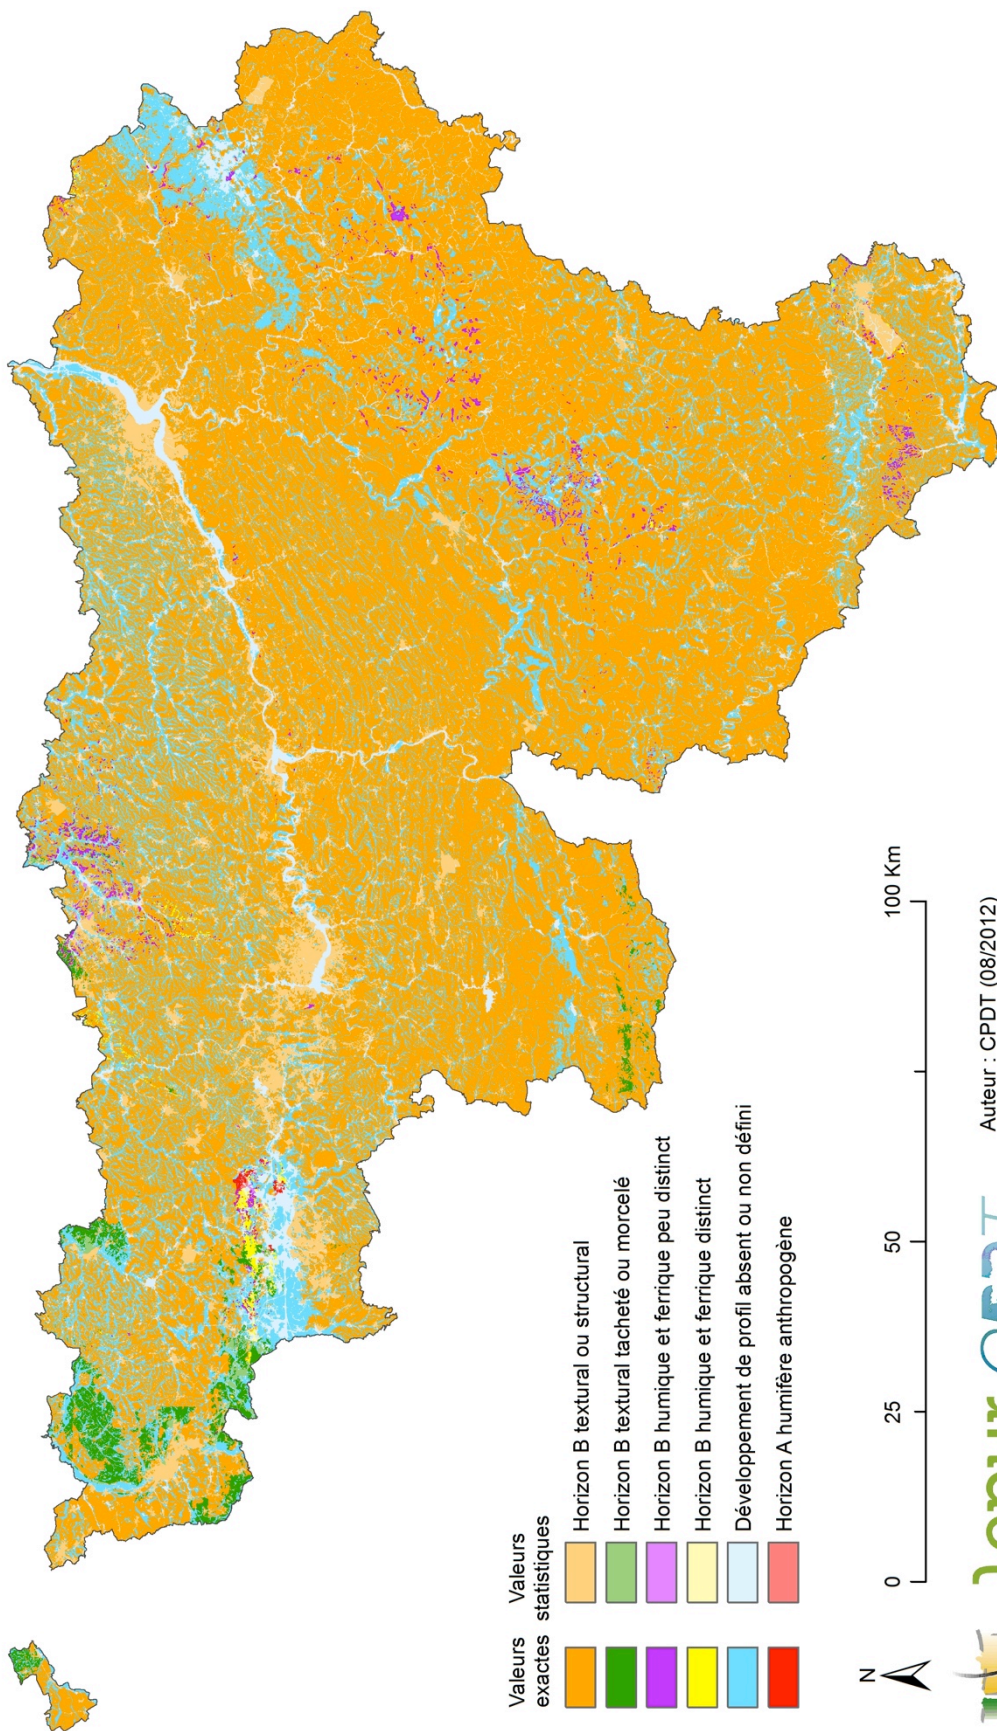 Valeurs exactes
Valeurs statistiques
Horizon B textural ou structural
Horizon B textural tacheté ou morcelé
Horizon B humique et ferrique peu distinct
Horizon B humique et ferrique distinct
Développement de profil absent ou non défini
Horizon A humifère anthropogène
N
0 25 50 100 Km
Auteur : CPDT (08/2012)